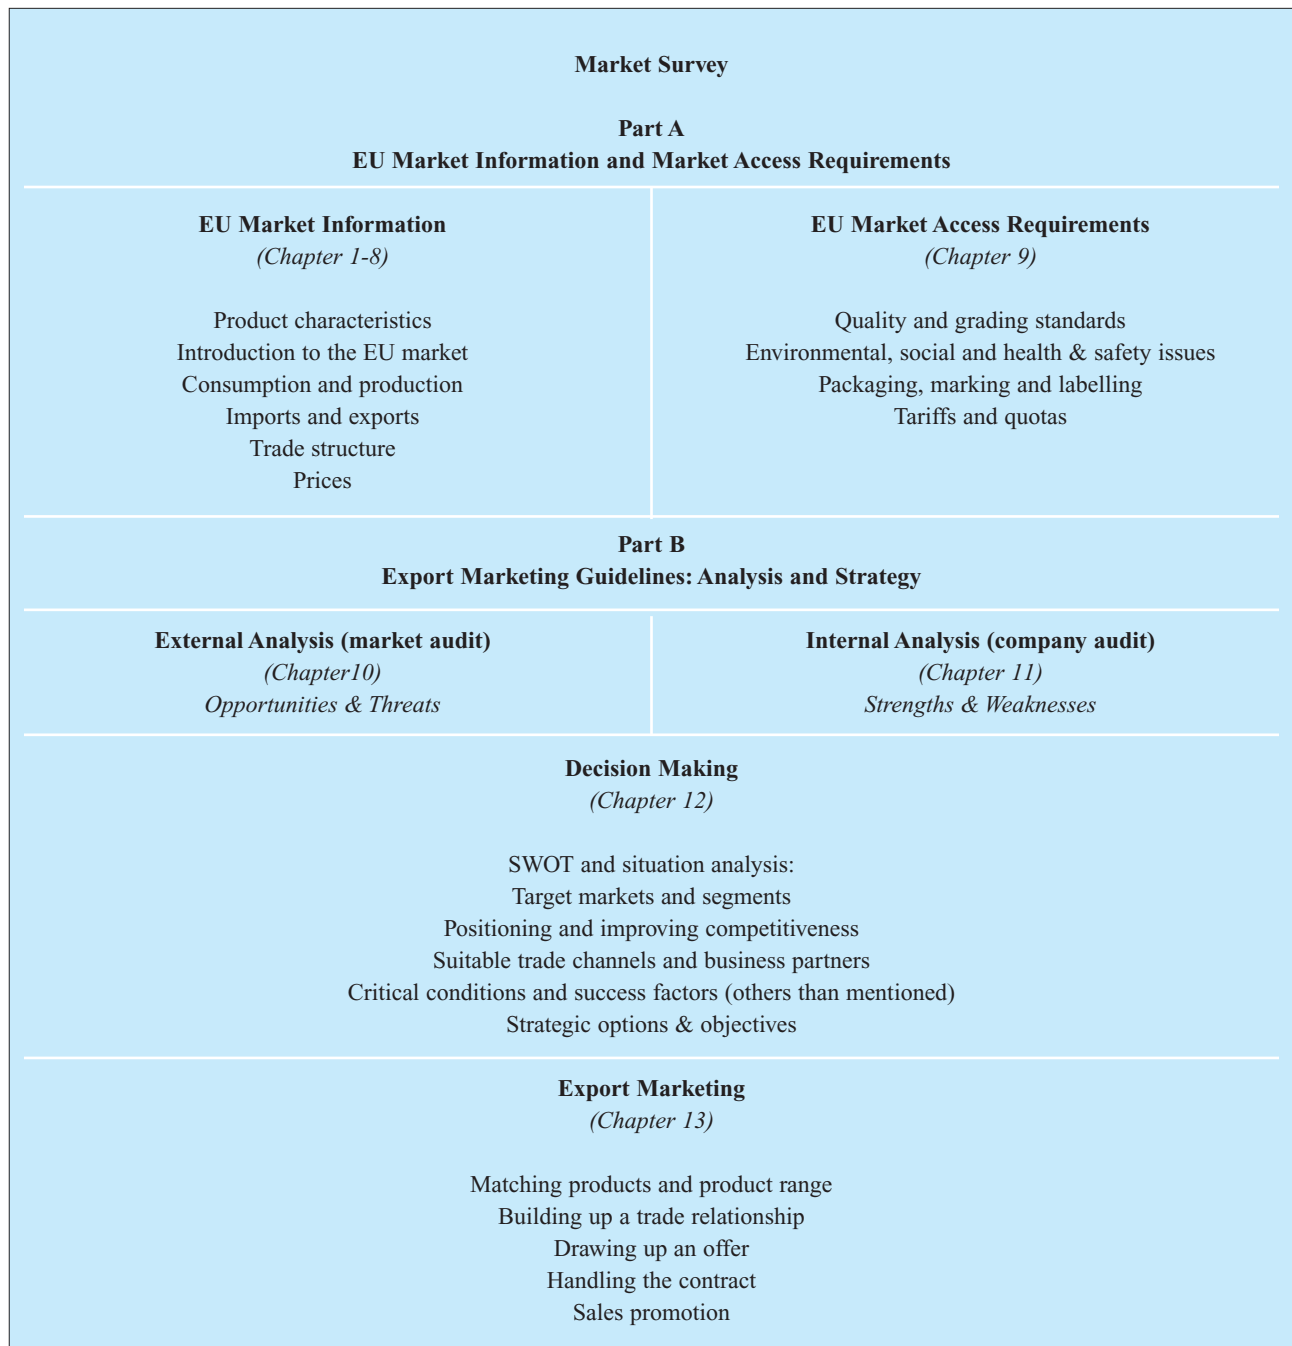 Market Survey
Part A
EU Market Information and Market Access Requirements
EU Market Information
(Chapter 1-8)
Product characteristics
Introduction to the EU market
Consumption and production
Imports and exports
Trade structure
Prices
EU Market Access Requirements
(Chapter 9)
Quality and grading standards
Environmental, social and health & safety issues
Packaging, marking and labelling
Tariffs and quotas
Part B
Export Marketing Guidelines: Analysis and Strategy
External Analysis (market audit)
(Chapter10)
Opportunities & Threats
Internal Analysis (company audit)
(Chapter 11)
Strengths & Weaknesses
Decision Making
(Chapter 12)
SWOT and situation analysis:
Target markets and segments
Positioning and improving competitiveness
Suitable trade channels and business partners
Critical conditions and success factors (others than mentioned)
Strategic options & objectives
Export Marketing
(Chapter 13)
Matching products and product range
Building up a trade relationship
Drawing up an offer
Handling the contract
Sales promotion